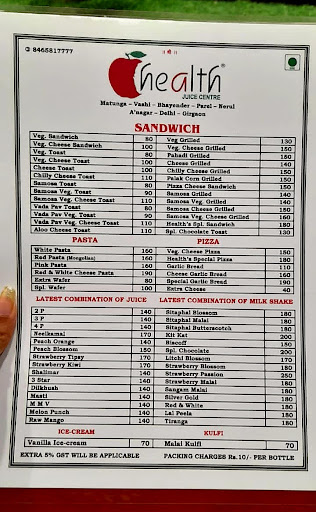 8465817777
health
JUICE CENTRE
Matunga - Vashi - Bhayender - Parel - Nerul
A'nagar - Delhi - Girgaon
SANDWICH
Veg. Sandwich 80
Veg. Cheese Sandwich 100
Veg. Toast 80
Veg. Cheese Toast 100
Cheese Toast 100
Chilly Cheese Toast 110
Samosa Toast 80
Samosa Veg. Toast 90
Samosa Veg. Cheese Toast 110
Vada Pav Toast 80
Vada Pav Veg. Toast 90
Vada Pav Veg. Cheese Toast 110
Aloo Cheese Toast 110
Veg Grilled 130
Veg. Cheese Grilled 150
Pahadi Grilled 180
Cheese Grilled 150
Chilly Cheese Grilled 150
Palak Corn Grilled 150
Pizza Cheese Sandwich 150
Samosa Grilled 130
Samosa Veg. Grilled 140
Samosa Cheese Grilled 150
Samosa Veg. Cheese Grilled 160
Health's Spl. Sandwich 180
Spl. Chocolate Toast 130
PASTA
White Pasta 160
Red Pasta (Mongolian) 160
Pink Pasta 160
Red & White Cheese Pasta 190
Extra Wafer 80
Spl. Wafer 100
PIZZA
Veg. Cheese Pizza 150
Health's Special Pizza 180
Garlic Bread 110
Cheese Garlic Bread 160
Special Garlic Bread 190
Extra Cheese 40
LATEST COMBINATION OF JUICE
2 P 140
3 P 140
4 P 140
Neelkamal 170
Peach Orange 140
Peach Blossom 150
Strawberry Tipsy 170
Strawberry Kiwi 170
Shalimar 140
3 Star 140
Dilkhush 140
Masti 140
M M V 140
Melon Punch 140
Raw Mango 140
LATEST COMBINATION OF MILK SHAKE
Sitaphal Blossom 180
Sitaphal Malai 180
Sitaphal Butterscotch 180
Kit Kat 200
Biscoff 150
Spl. Chocolate 200
Litchi Blossom 170
Strawberry Blossom 180
Strawberry Passion 250
Strawberry Malai 180
Sangam Malai 180
Silver Gold 180
Red & White 180
Lal Peela 180
Tiranga 180
ICE-CREAM
Vanilla Ice-cream 70
KULFI
Malai Kulfi 70
EXTRA 5% GST WILL BE APPLICABLE PACKING CHARGES Rs.10/- PER BOTTLE